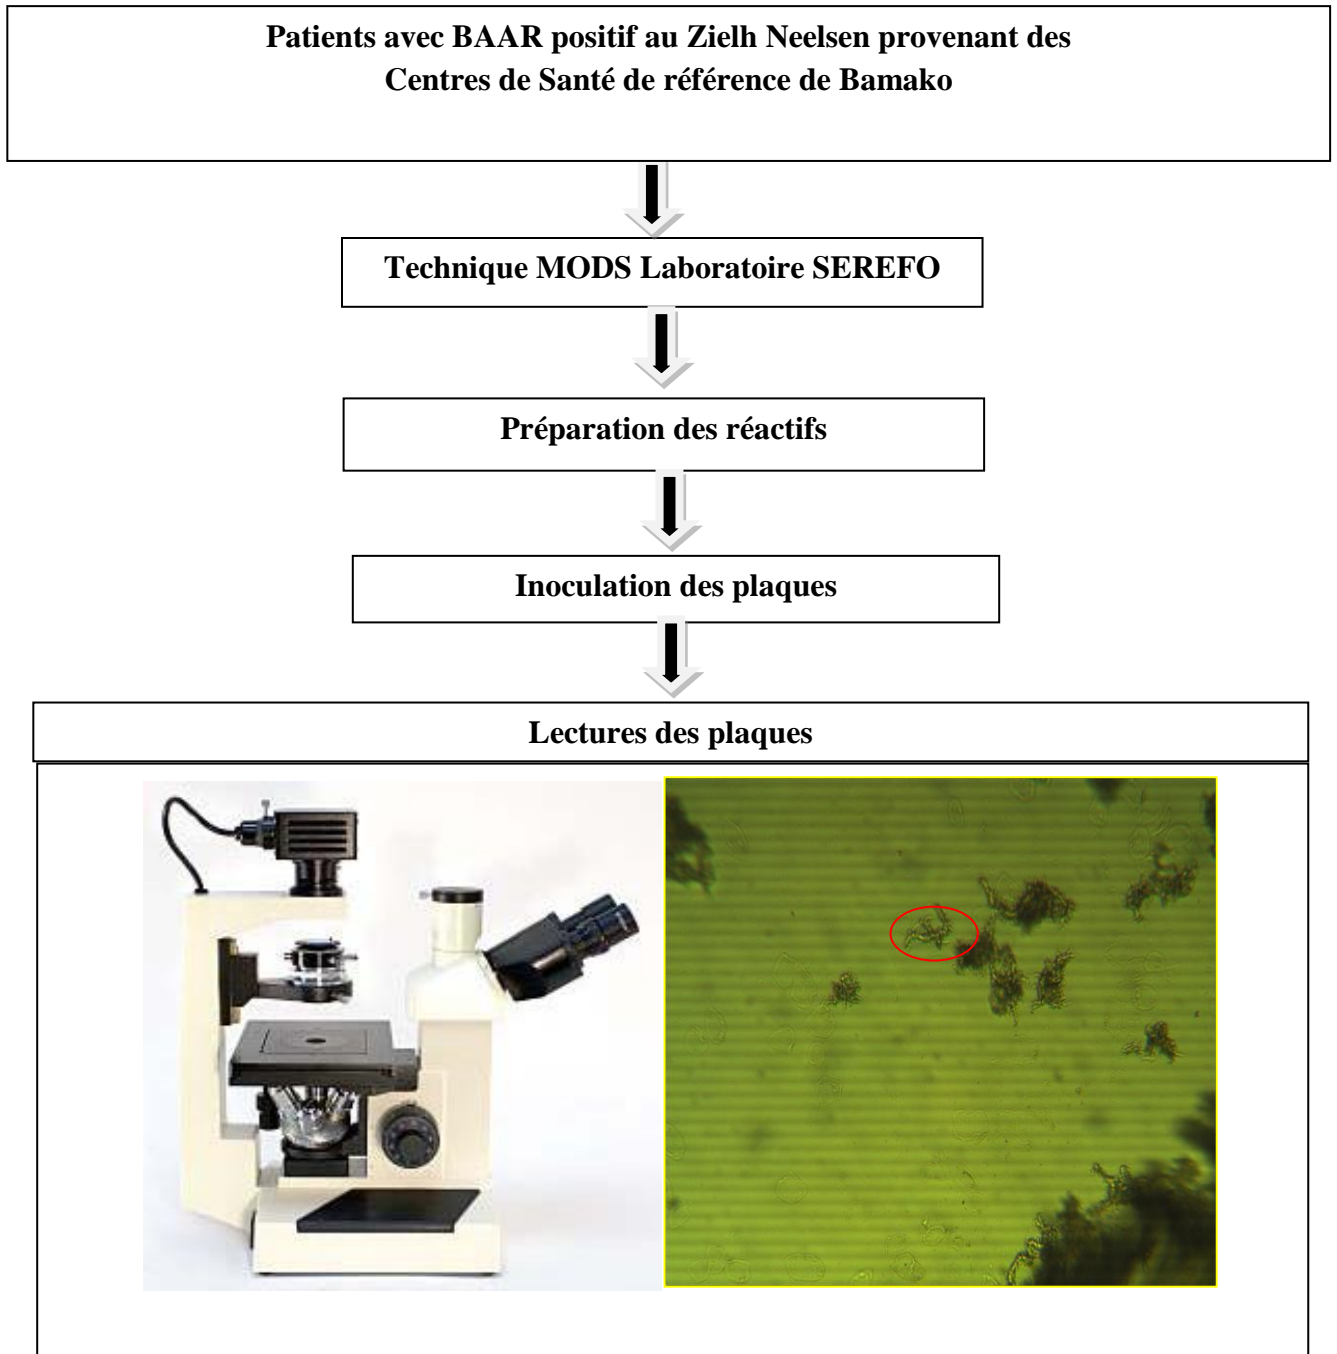 Patients avec BAAR positif au Zielh Neelsen provenant des
Centres de Santé de référence de Bamako
Technique MODS Laboratoire SEREFO
Préparation des réactifs
Inoculation des plaques
Lectures des plaques